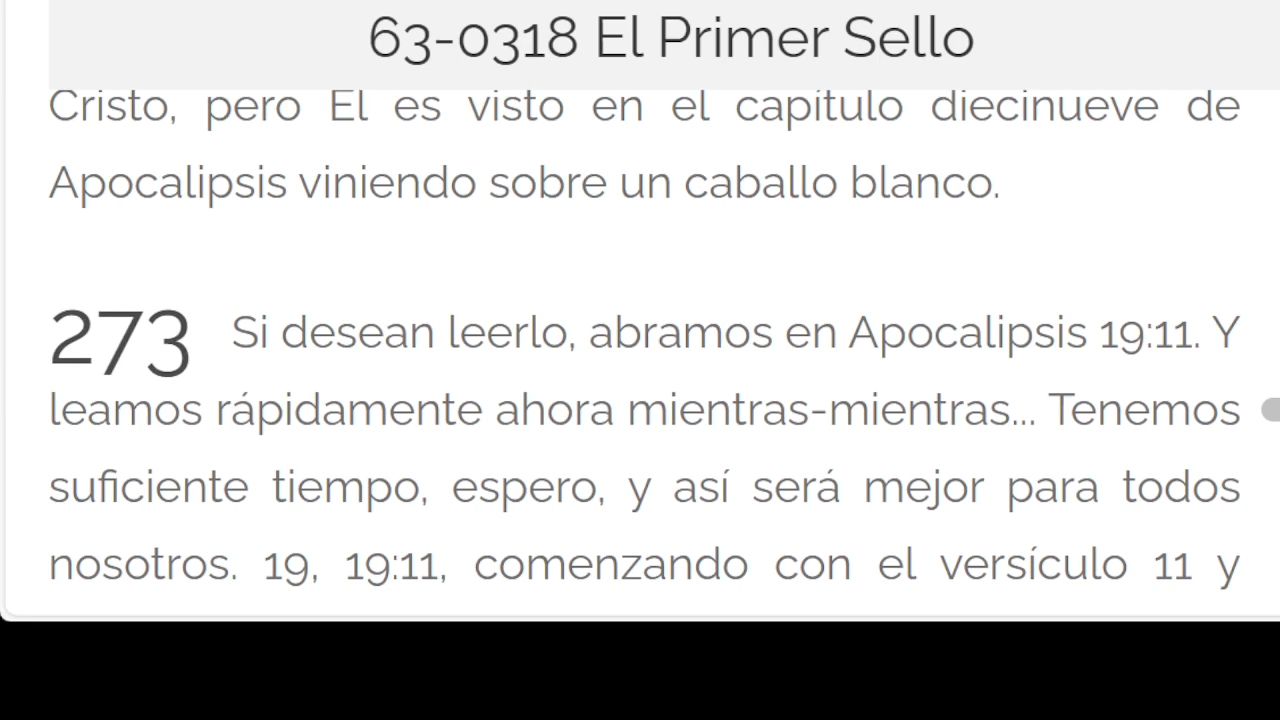 63-0318 El Primer Sello
Cristo, pero El es visto en el capítulo diecinueve de
Apocalipsis viniendo sobre un caballo blanco.
273 Si desean leerlo, abramos en Apocalipsis 19:11. Y
leamos rápidamente ahora mientras-mientras... Tenemos
suficiente tiempo, espero, y así será mejor para todos
nosotros. 19, 19:11, comenzando con el versículo 11 y